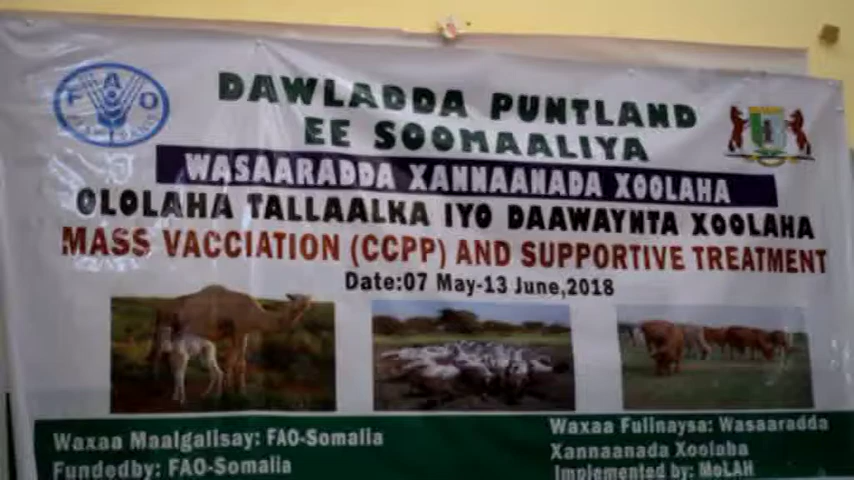 FAO
DAWLADDA PUNTLAND
EE SOOMAALIYA
WASAARADDA XANNAANADA XOOLAHA
OLOLAHA TALLAALKA IYO DAAWAYNTA XOOLAHA
MASS VACCIATION (CCPP) AND SUPPORTIVE TREATMENT
Date:07 May-13 June,2018
Waxaa Maalgalisay: FAO-Somalia
Fundedby: FAO-Somalia
Waxaa Fulinaysa: Wasaaradda
Xannaanada Xoolaha
Implemented by: MoLAH